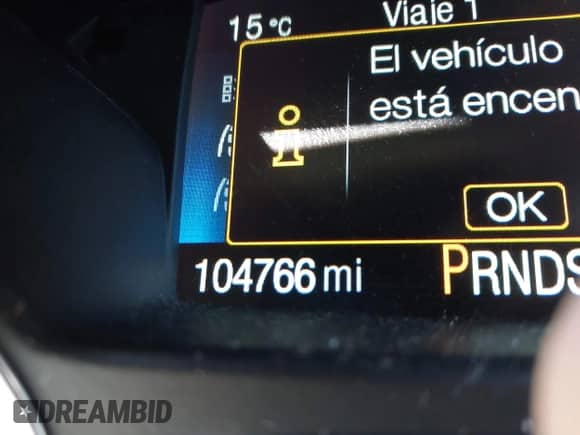 15°C
Viaje 1
El vehículo
está encen
OK
104766 mi
PRNDS
DREAMBID